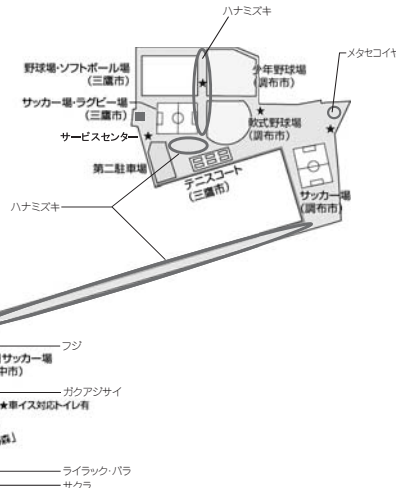 ハナミズキ
メタセコイヤ
野球場・ソフトボール場
(三鷹市)
少年野球場
(調布市)
サッカー場・ラグビー場
(三鷹市)
軟式野球場
(調布市)
サービスセンター
第二駐車場
テニスコート
(三鷹市)
ハナミズキ
サッカー場
(調布市)
フジ
サッカー場
中市)
ガクアジサイ
★車イス対応トイレ有
森」
ライラック・バラ
サクラ